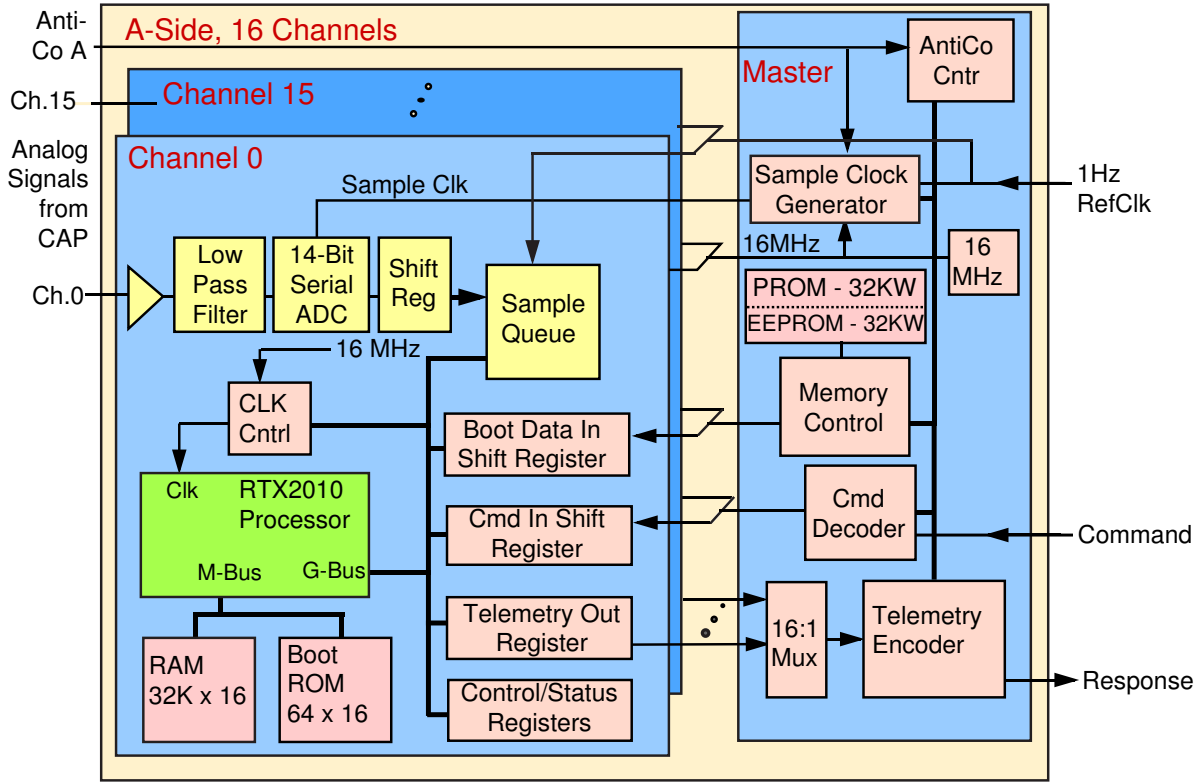 Anti-
Co A
A-Side, 16 Channels
Master
AntiCo
Cntr
Ch.15
Channel 15
Analog
Signals
from
CAP
Channel 0
Sample Clk
Sample Clock
Generator
1Hz
RefClk
16MHz
16
MHz
Ch.0
Low
Pass
Filter
14-Bit
Serial
ADC
Shift
Reg
Sample
Queue
PROM - 32KW
EEPROM - 32KW
16 MHz
CLK
Cntrl
Memory
Control
Boot Data In
Shift Register
Clk
RTX2010
Processor
M-Bus
G-Bus
Cmd In Shift
Register
Cmd
Decoder
Command
Telemetry Out
Register
16:1
Mux
Telemetry
Encoder
Response
RAM
32K x 16
Boot
ROM
64 x 16
Control/Status
Registers